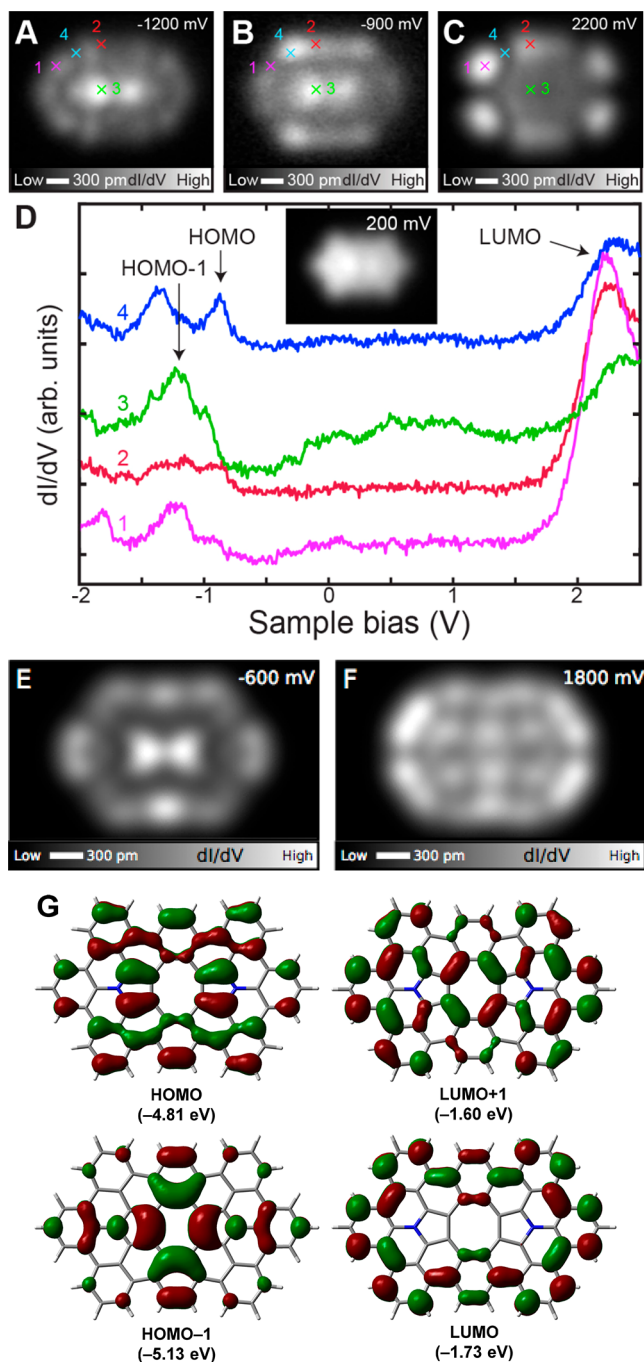 A -1200 mV
2
4
1
3
Low 300 pm dI/dV High
B -900 mV
2
4
1
3
Low 300 pm dI/dV High
C 2200 mV
2
4
1
3
Low 300 pm dI/dV High
D
200 mV
HOMO
LUMO
HOMO-1
4
3
2
1
dI/dV (arb. units)
-2 -1 0 1 2
Sample bias (V)
E -600 mV
Low 300 pm dI/dV High
F 1800 mV
Low 300 pm dI/dV High
G
HOMO
(–4.81 eV)
LUMO+1
(–1.60 eV)
HOMO–1
(–5.13 eV)
LUMO
(–1.73 eV)